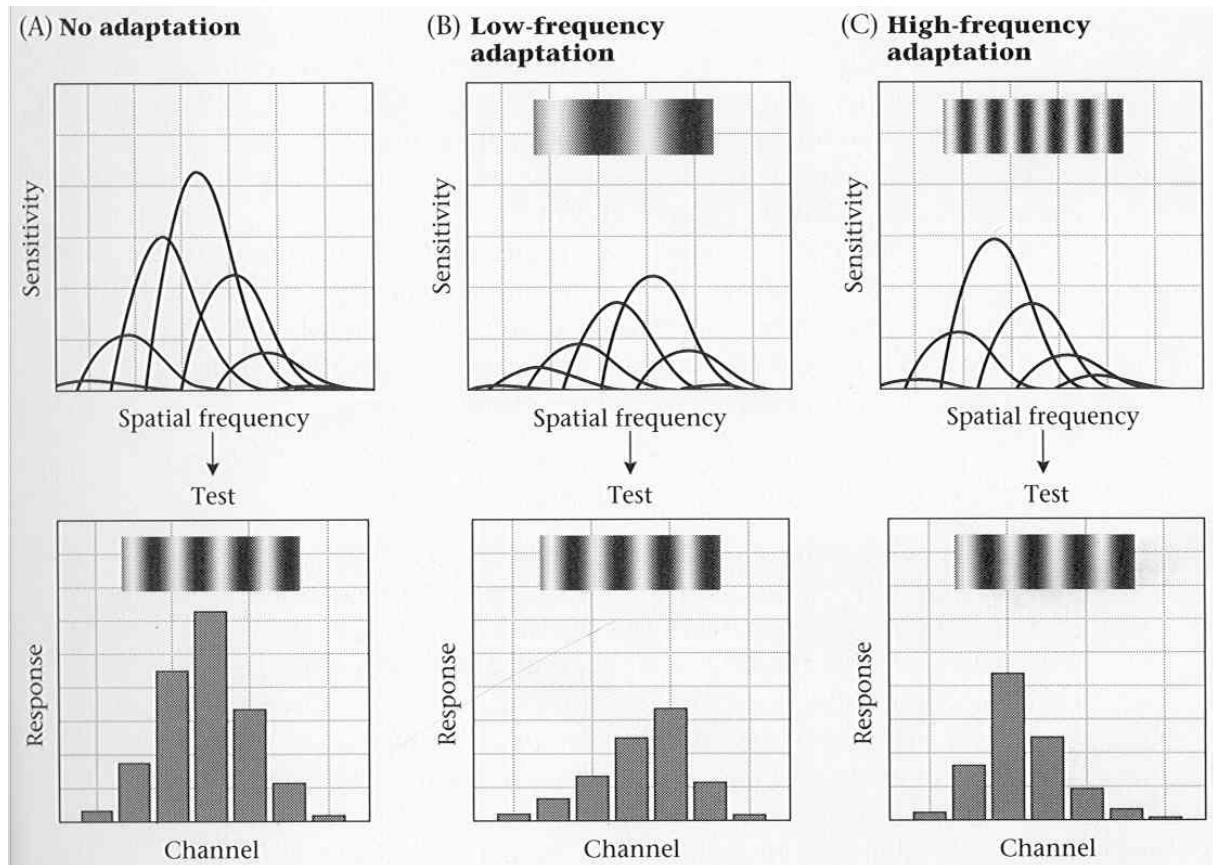 (A) No adaptation
(B) Low-frequency
adaptation
(C) High-frequency
adaptation
Sensitivity
Sensitivity
Sensitivity
Spatial frequency
Spatial frequency
Spatial frequency
Test
Test
Test
Response
Response
Response
Channel
Channel
Channel